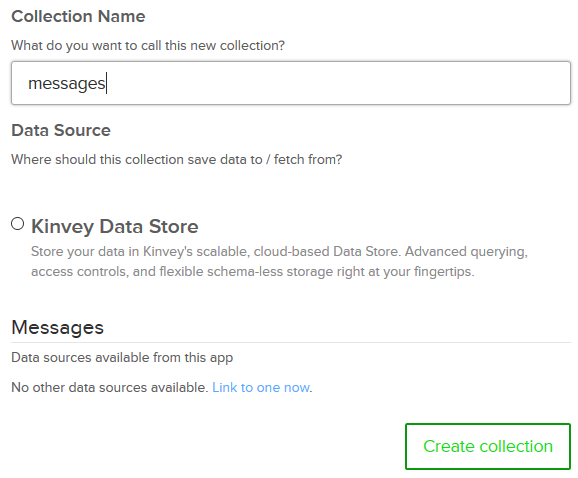 Collection Name
What do you want to call this new collection?
messages
Data Source
Where should this collection save data to / fetch from?
Kinvey Data Store
Store your data in Kinvey's scalable, cloud-based Data Store. Advanced querying,
access controls, and flexible schema-less storage right at your fingertips.
Messages
Data sources available from this app
No other data sources available. Link to one now.
Create collection